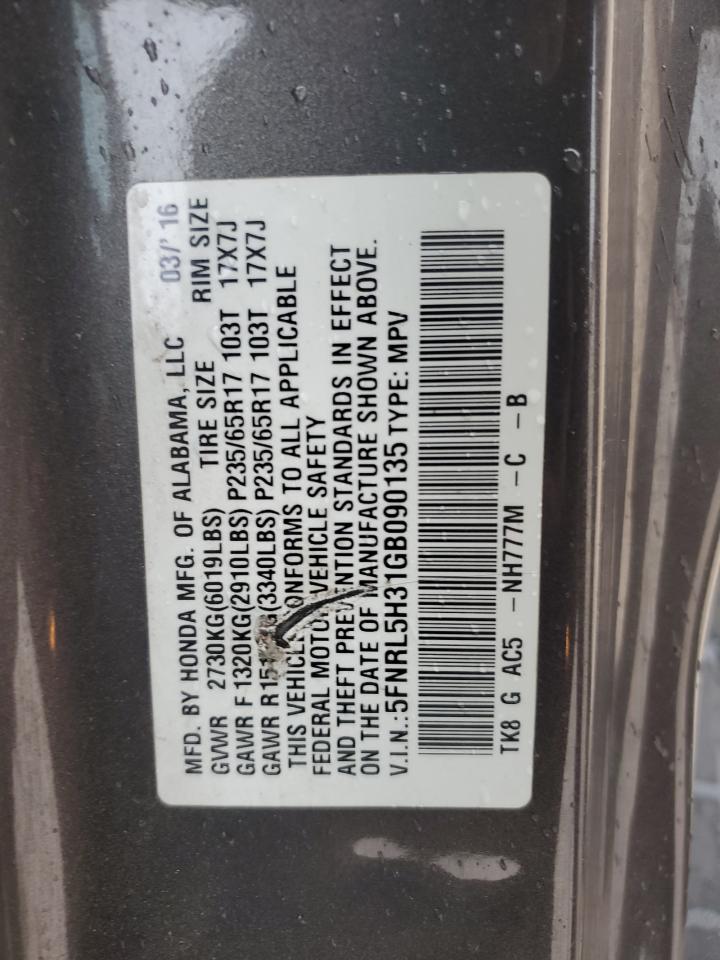 MFD. BY HONDA MFG. OF ALABAMA, LLC 03/'16
GVWR 2730KG(6019LBS) TIRE SIZE RIM SIZE
GAWR F 1320KG(2910LBS) P235/65R17 103T 17X7J
GAWR (3340LBS) P235/65R17 103T 17X7J
THIS CONFORMS TO ALL APPLICABLE
FEDERAL MOTOR VEHICLE SAFETY
AND THEFT PREVENTION STANDARDS IN EFFECT
ON THE DATE OF MANUFACTURE SHOWN ABOVE.
V.I.N.:5FNRL5H31GB090135 TYPE: MPV
TK8 G AC5 -NH777M -C -B